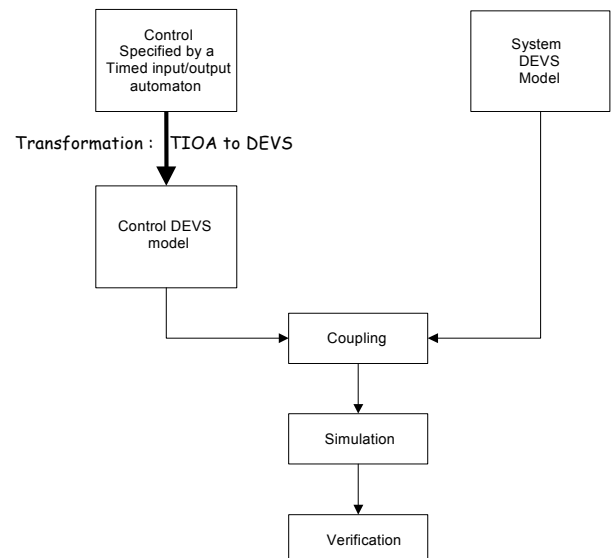 Control
Specified by a
Timed input/output
automaton
System
DEVS
Model
Transformation : TIOA to DEVS
Control DEVS
model
Coupling
Simulation
Verification